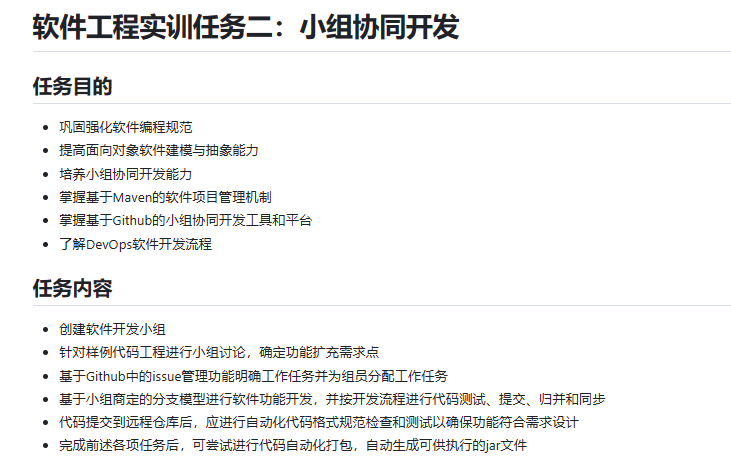 软件工程实训任务二：小组协同开发
任务目的
巩固强化软件编程规范
提高面向对象软件建模与抽象能力
培养小组协同开发能力
掌握基于Maven的软件项目管理机制
掌握基于Github的小组协同开发工具和平台
了解DevOps软件开发流程
任务内容
创建软件开发小组
针对样例代码工程进行小组讨论，确定功能扩充需求点
基于Github中的issue管理功能明确工作任务并为组员分配工作任务
基于小组商定的分支模型进行软件功能开发，并按开发流程进行代码测试、提交、归并和同步
代码提交到远程仓库后，应进行自动化代码格式规范检查和测试以确保功能符合需求设计
完成前述各项任务后，可尝试进行代码自动化打包，自动生成可供执行的jar文件